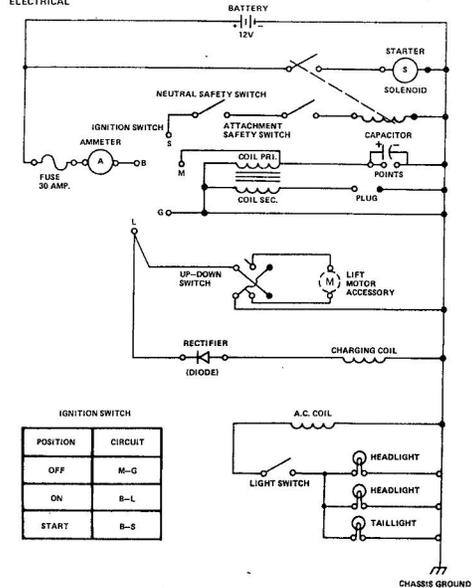 ELECTRICAL
BATTERY
12V
STARTER
S
SOLENOID
NEUTRAL SAFETY SWITCH
IGNITION SWITCH
ATTACHMENT
SAFETY SWITCH
CAPACITOR
S
+ -
AMMETER
A
B
M
COIL PRI.
POINTS
FUSE
30 AMP.
COIL SEC.
PLUG
G
L
UP-DOWN
SWITCH
M
LIFT
MOTOR
ACCESSORY
RECTIFIER
(DIODE)
CHARGING COIL
IGNITION SWITCH
POSITION CIRCUIT
OFF M-G
ON B-L
START B-S
A.C. COIL
LIGHT SWITCH
HEADLIGHT
HEADLIGHT
TAILLIGHT
CHASSIS GROUND